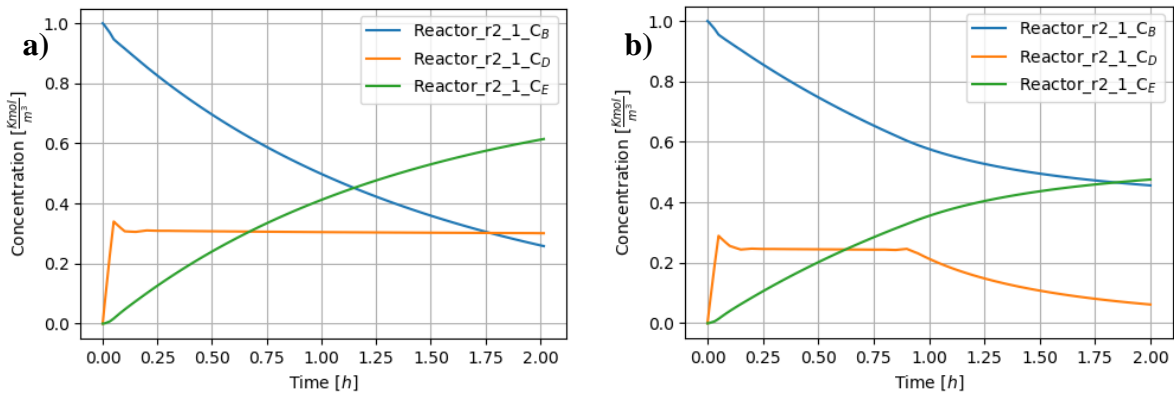 a)
Reactor_r2_1_C_B
Reactor_r2_1_C_D
Reactor_r2_1_C_E
Concentration [Kmol/m³]
1.0
0.8
0.6
0.4
0.2
0.0
0.00 0.25 0.50 0.75 1.00 1.25 1.50 1.75 2.00
Time [h]
b)
Reactor_r2_1_C_B
Reactor_r2_1_C_D
Reactor_r2_1_C_E
Concentration [Kmol/m³]
1.0
0.8
0.6
0.4
0.2
0.0
0.00 0.25 0.50 0.75 1.00 1.25 1.50 1.75 2.00
Time [h]